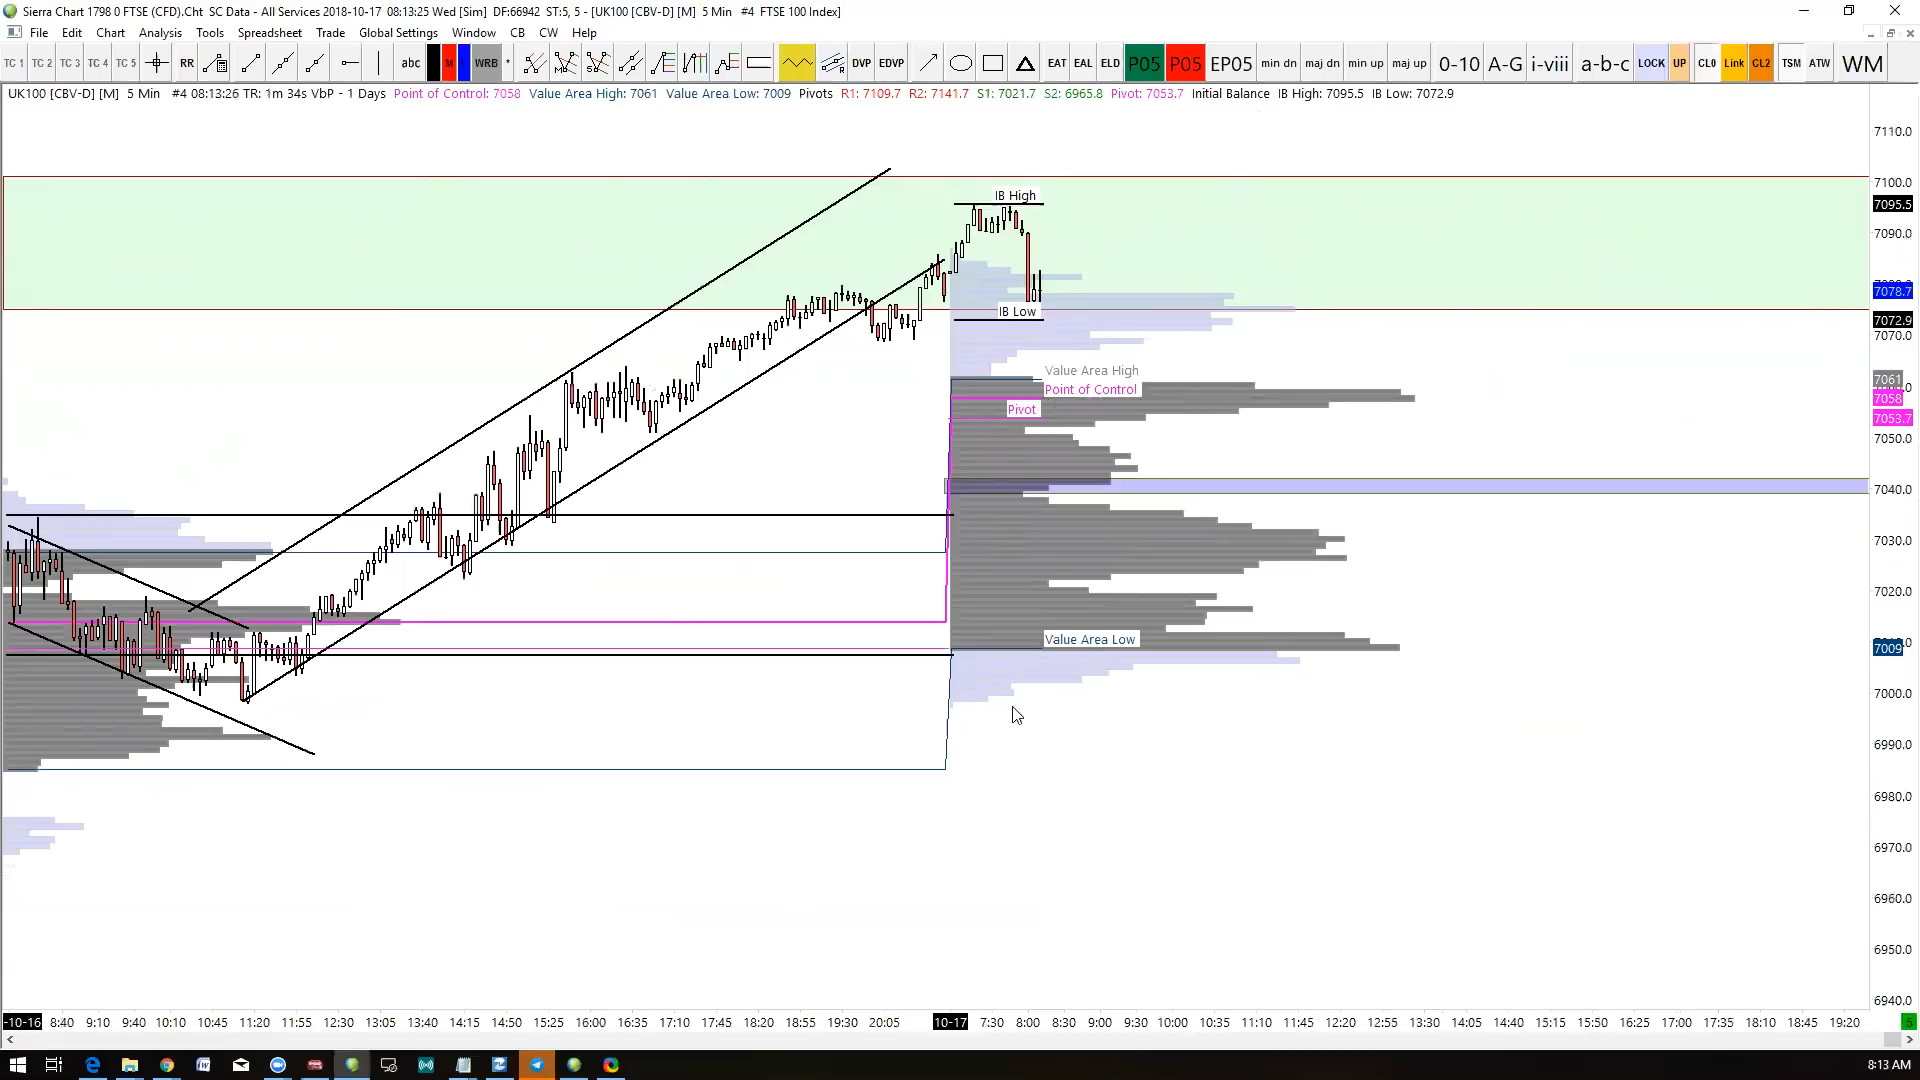 Sierra Chart 1798 0 FTSE (CFD).Cht  SC Data - All Services 2018-10-17  08:13:25 Wed [Sim]  DF:66942  ST:5, 5 - [UK100 [CBV-D] [M]  5 Min   #4  FTSE 100 Index]
File Edit Chart Analysis Tools Spreadsheet Trade Global Settings Window CB CW Help
TC 1 TC 2 TC 3 TC 4 TC 5 RR abc M WRB * DVP EDVP EAT EAL ELD P05 P05 EP05 min dn maj dn min up maj up 0-10 A-G i-viii a-b-c LOCK UP CL0 Link CL2 TSM ATW WM
UK100 [CBV-D] [M]  5 Min   #4 08:13:26 TR: 1m 34s VbP - 1 Days  Point of Control: 7058  Value Area High: 7061  Value Area Low: 7009  Pivots  R1: 7109.7  R2: 7141.7  S1: 7021.7  S2: 6965.8  Pivot: 7053.7  Initial Balance  IB High: 7095.5  IB Low: 7072.9
7110.0
7100.0
IB High
7095.5
7090.0
7078.7
IB Low
7072.9
7070.0
Value Area High
7061
Point of Control
7058
Pivot
7053.7
7050.0
7040.0
7030.0
7020.0
Value Area Low
7009
7000.0
6990.0
6980.0
6970.0
6960.0
6950.0
6940.0
-10-16 8:40 9:10 9:40 10:10 10:45 11:20 11:55 12:30 13:05 13:40 14:15 14:50 15:25 16:00 16:35 17:10 17:45 18:20 18:55 19:30 20:05 10-17 7:30 8:00 8:30 9:00 9:30 10:00 10:35 11:10 11:45 12:20 12:55 13:30 14:05 14:40 15:15 15:50 16:25 17:00 17:35 18:10 18:45 19:20 5
8:13 AM